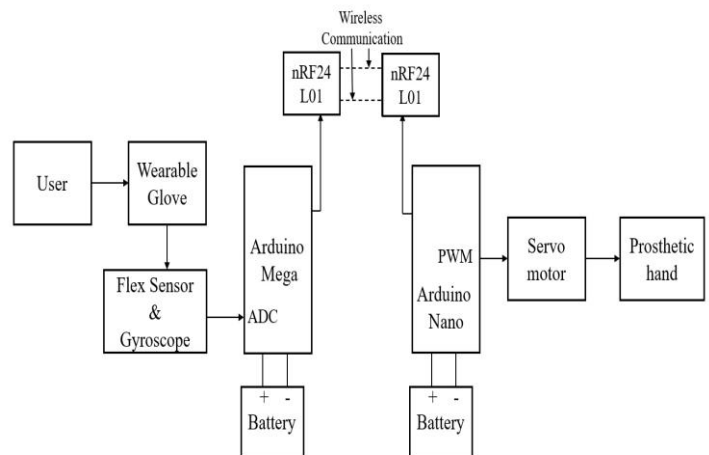 Wireless
Communication
nRF24
L01
nRF24
L01
User
Wearable
Glove
Flex Sensor
&
Gyroscope
Arduino
Mega
ADC
+ -
Battery
PWM
Arduino
Nano
+ -
Battery
Servo
motor
Prosthetic
hand